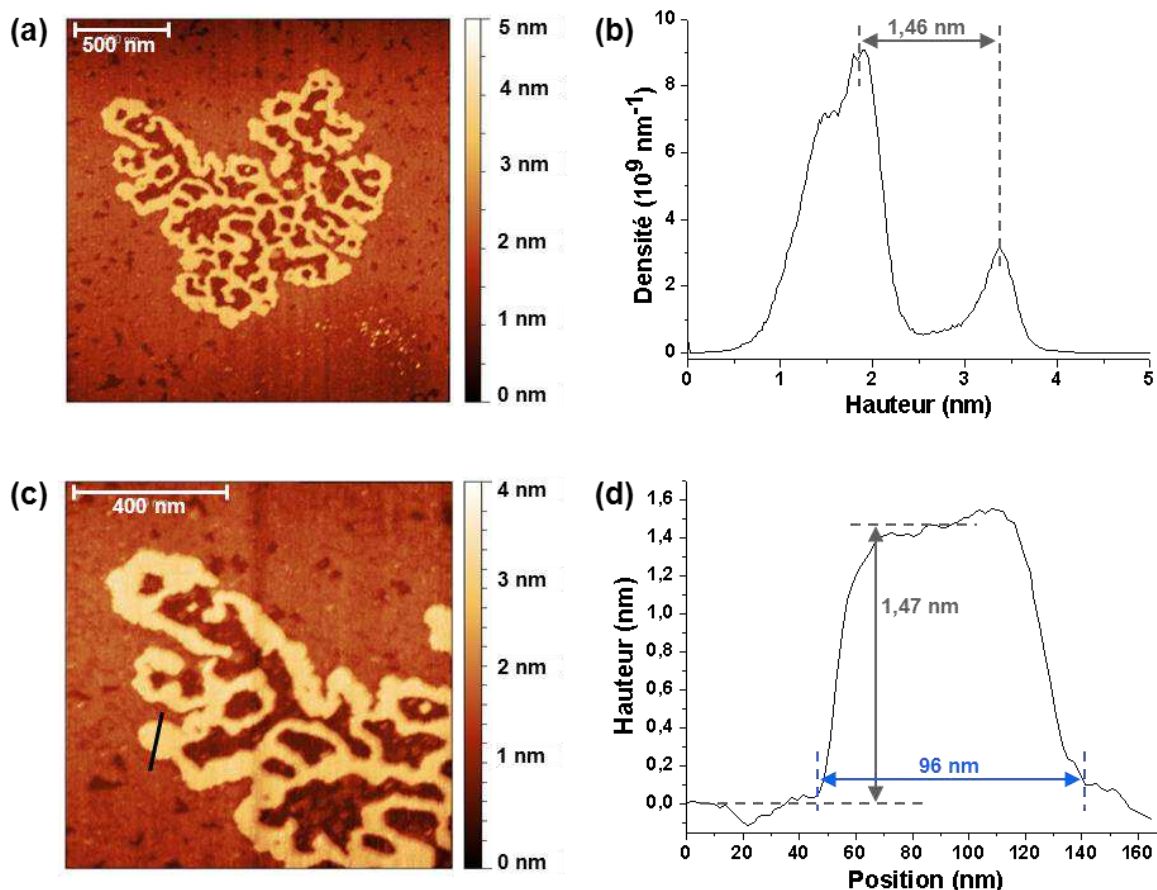 (a)
500 nm
5 nm
4 nm
3 nm
2 nm
1 nm
0 nm
(b)
1,46 nm
10
8
6
4
2
0
Densité (10⁹ nm⁻¹)
0 1 2 3 4 5
Hauteur (nm)
(c)
400 nm
4 nm
3 nm
2 nm
1 nm
0 nm
(d)
1,6
1,4
1,2
1,0
0,8
0,6
0,4
0,2
0,0
Hauteur (nm)
1,47 nm
96 nm
0 20 40 60 80 100 120 140 160
Position (nm)